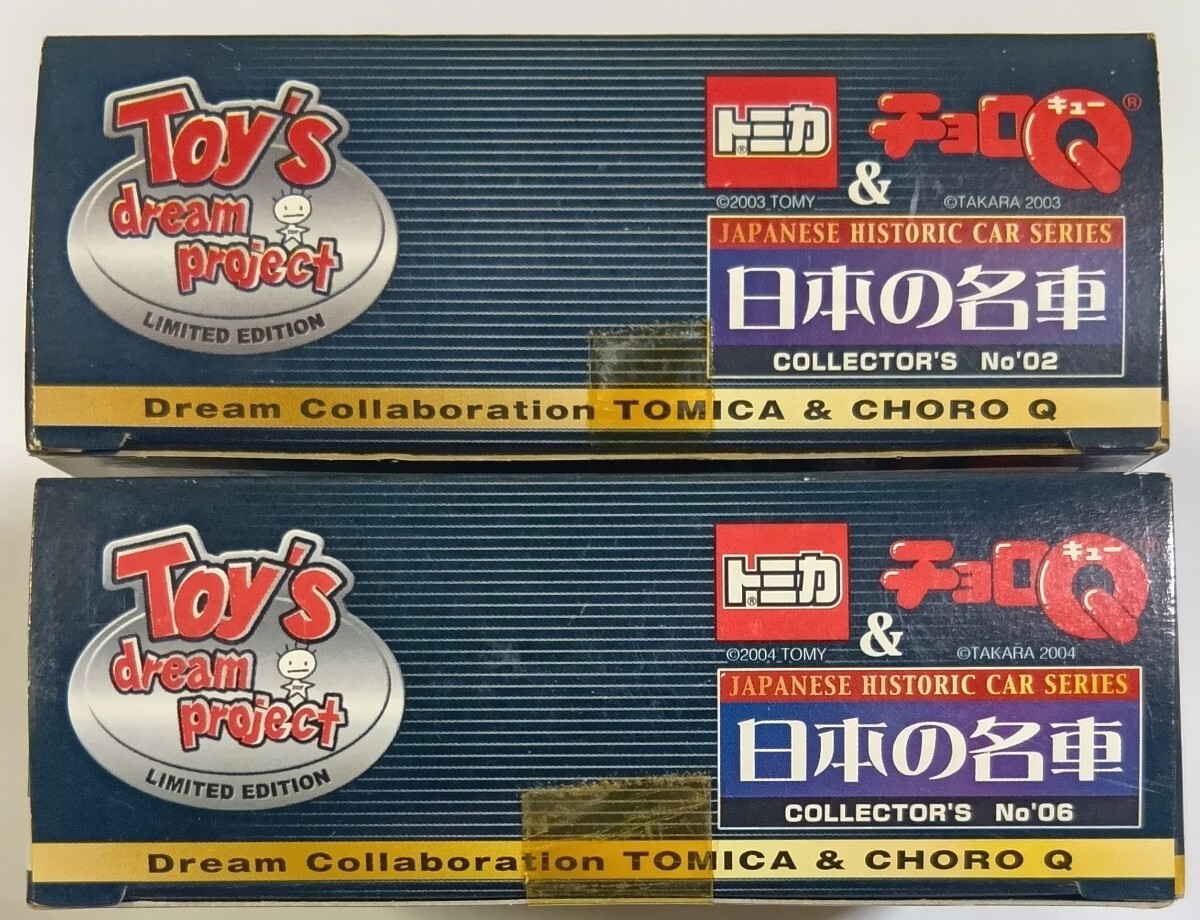 Toy's
dream
project
LIMITED EDITION
トミカ®
&
チョロQ
キュー
®
©2003 TOMY
©TAKARA 2003
JAPANESE HISTORIC CAR SERIES
日本の名車
COLLECTOR'S No'02
Dream Collaboration TOMICA & CHORO Q
Toy's
dream
project
LIMITED EDITION
トミカ®
&
チョロQ
キュー
©2004 TOMY
©TAKARA 2004
JAPANESE HISTORIC CAR SERIES
日本の名車
COLLECTOR'S No'06
Dream Collaboration TOMICA & CHORO Q